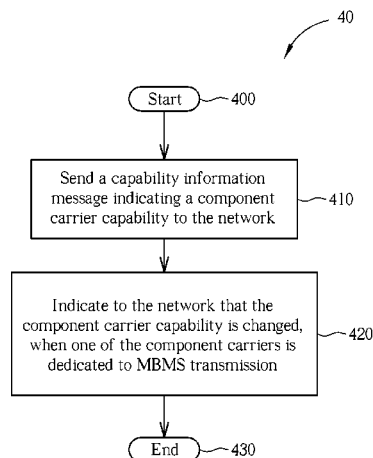 40
Start
400
Send a capability information
message indicating a component
carrier capability to the network
410
Indicate to the network that the
component carrier capability is changed,
when one of the component carriers is
dedicated to MBMS transmission
420
End
430